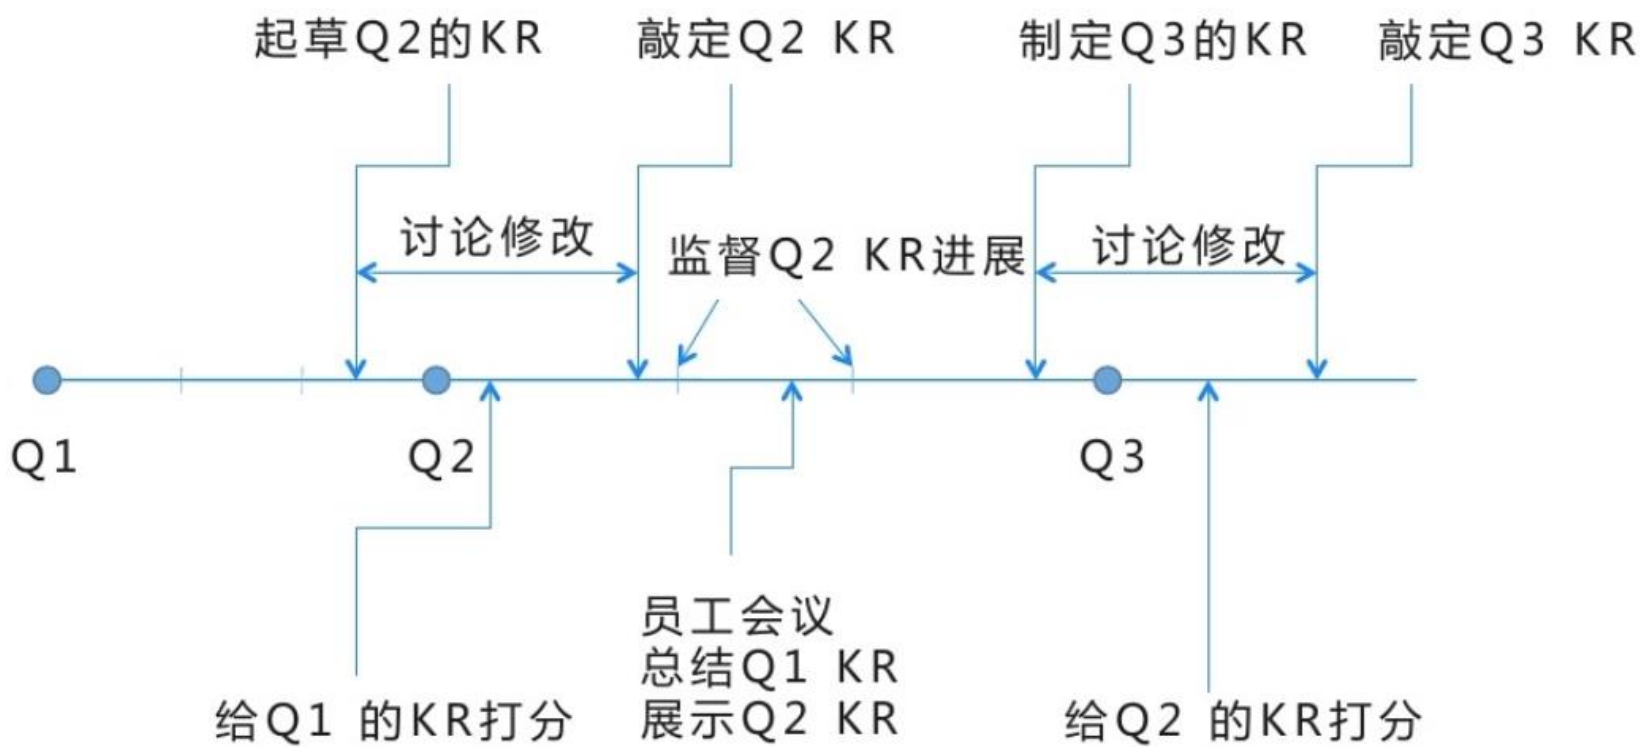 起草Q2的KR
敲定Q2 KR
制定Q3的KR
敲定Q3 KR
讨论修改
监督Q2 KR进展
讨论修改
Q1
Q2
Q3
员工会议
总结Q1 KR
展示Q2 KR
给Q1 的KR打分
给Q2 的KR打分